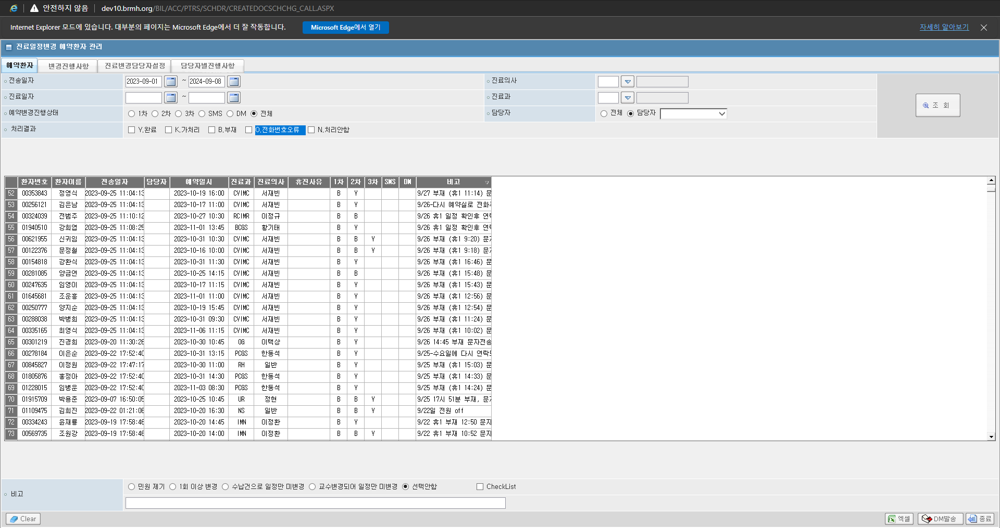 안전하지 않음 dev10.brmh.org/BIL/ACC/PTRS/SCHDR/CREATEDOCSCHCHG_CALL.ASPX
Internet Explorer 모드에 있습니다. 대부분의 페이지는 Microsoft Edge에서 더 잘 작동합니다. Microsoft Edge에서 열기 자세히 알아보기
진료일정변경 예약환자 관리
예약환자 변경진행사항 진료변경담당자설정 담당자별진행사항
전송일자 2023-09-01 ~ 2024-09-08 진료의사
진료일자 ~ 진료과 조 회
예약변경진행상태 1차 2차 3차 SMS DM 전체 담당자 전체 담당자
처리결과 Y.완료 K.가처리 B.부재 O.전화번호오류 N.처리안함
환자번호 환자이름 전송일자 담당자 예약일시 진료과 진료의사 휴진사유 1차 2차 3차 SMS DM 비고
52 00353843 정영식 2023-09-25 11:04:13 2023-10-19 16:00 CVIMC 서재빈 B Y 9/27 부재 (휴1 11:14) 문
53 00256121 김은남 2023-09-25 11:04:13 2023-10-17 11:00 CVIMC 서재빈 B Y 9/26-다시 예약실로 전화
54 00324039 전범주 2023-09-25 11:10:12 2023-10-27 10:30 RCIMR 이정규 B B 9/26 휴1 일정 확인후 연
55 01940510 강희엽 2023-09-25 11:08:25 2023-11-01 13:45 BCGS 황기태 B Y 9/26 휴1 일정 확인후 연
56 00621955 신귀임 2023-09-25 11:04:13 2023-10-31 10:30 CVIMC 서재빈 B B Y 9/26 부재 (휴1 9:20) 문
57 00122376 문정철 2023-09-25 11:04:13 2023-10-16 10:00 CVIMC 서재빈 B B Y 9/26 부재 (휴1 9:18) 문
58 00154818 강환식 2023-09-25 11:04:13 2023-10-31 11:30 CVIMC 서재빈 B Y 9/26 부재 (휴1 16:46) 문
59 00281085 양금연 2023-09-25 11:04:13 2023-10-25 14:15 CVIMC 서재빈 B B 9/26 부재 (휴1 15:48) 문
60 00247635 임영이 2023-09-25 11:04:13 2023-10-17 11:15 CVIMC 서재빈 B Y 9/26 부재 (휴1 15:43) 문
61 01645681 조운홍 2023-09-25 11:04:13 2023-11-01 11:00 CVIMC 서재빈 B Y 9/26 부재 (휴1 12:56) 문
62 00250777 양지순 2023-09-25 11:04:13 2023-10-19 15:45 CVIMC 서재빈 B Y 9/26 부재 (휴1 12:54) 문
63 00288038 박병희 2023-09-25 11:04:13 2023-10-31 09:30 CVIMC 서재빈 B Y 9/26 부재 (휴1 11:24) 문
64 00335165 최영식 2023-09-25 11:04:13 2023-11-06 11:15 CVIMC 서재빈 B Y 9/26 부재 (휴1 10:02) 문
65 00301219 진경희 2023-09-20 11:30:26 2023-10-30 10:45 OG 이택상 B Y 9/26 14:45 부재 문자전송
66 00278184 이은순 2023-09-22 17:52:40 2023-10-31 13:15 PCGS 한동석 B Y 9/25-수요일에 다시 연락
67 00845827 이정원 2023-09-22 17:47:17 2023-10-30 11:00 RH 일반 B Y 9/25 부재 (휴1 15:03) 문
68 01805876 홍정아 2023-09-22 17:52:40 2023-10-31 14:30 PCGS 한동석 B Y 9/25 부재 (휴1 14:33) 문
69 01228015 임병운 2023-09-22 17:52:40 2023-11-03 08:30 PCGS 한동석 B Y 9/25 부재 (휴1 14:24) 문
70 01915709 박용준 2023-09-07 16:50:05 2023-10-25 10:45 UR 정현 B B Y 9/25 17시 51분 부재, 문
71 01109475 김희진 2023-09-22 01:21:06 2023-10-20 16:30 NS 일반 B B Y 9/22일 전원 off
72 00334243 윤재룡 2023-09-19 17:58:46 2023-10-20 14:45 IMN 이정환 B Y 9/22 휴1 부재 12:50 문자
73 00569735 조원강 2023-09-19 17:58:46 2023-10-20 14:00 IMN 이정환 B B Y 9/22 휴1 부재 10:52 문자
비고 민원 제기 1회 이상 변경 수납건으로 일정만 미변경 교수변경되어 일정만 미변경 선택안함 CheckList
Clear 엑셀 DM발송 종료